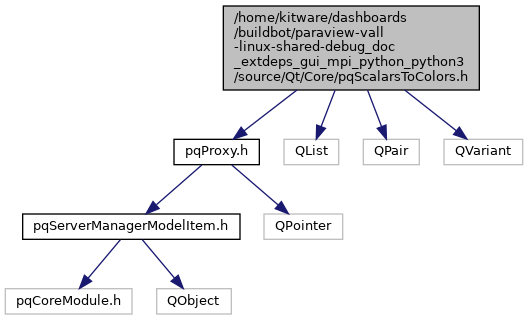 /home/kitware/dashboards
/buildbot/paraview-vall
-linux-shared-debug_doc
_extdeps_gui_mpi_python_python3
/source/Qt/Core/pqScalarsToColors.h
pqProxy.h
QList
QPair
QVariant
pqServerManagerModelItem.h
QPointer
pqCoreModule.h
QObject